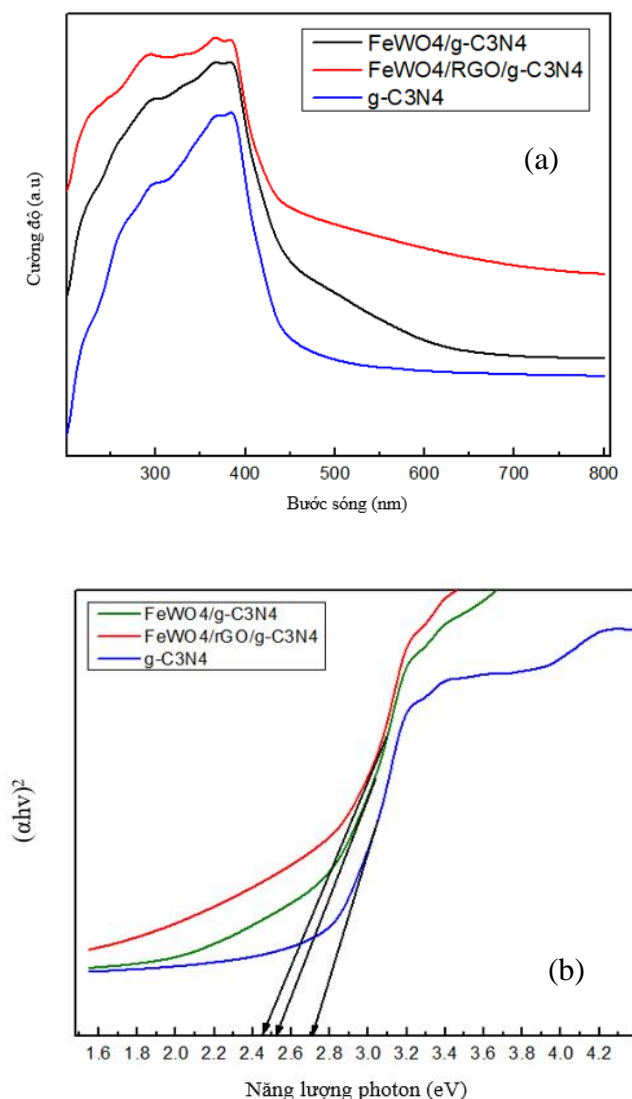 FeWO4/g-C3N4
FeWO4/RGO/g-C3N4
g-C3N4
(a)
Cường độ (a.u)
300 400 500 600 700 800
Bước sóng (nm)
FeWO4/g-C3N4
FeWO4/rGO/g-C3N4
g-C3N4
(αhv)²
(b)
1.6 1.8 2.0 2.2 2.4 2.6 2.8 3.0 3.2 3.4 3.6 3.8 4.0 4.2
Năng lượng photon (eV)